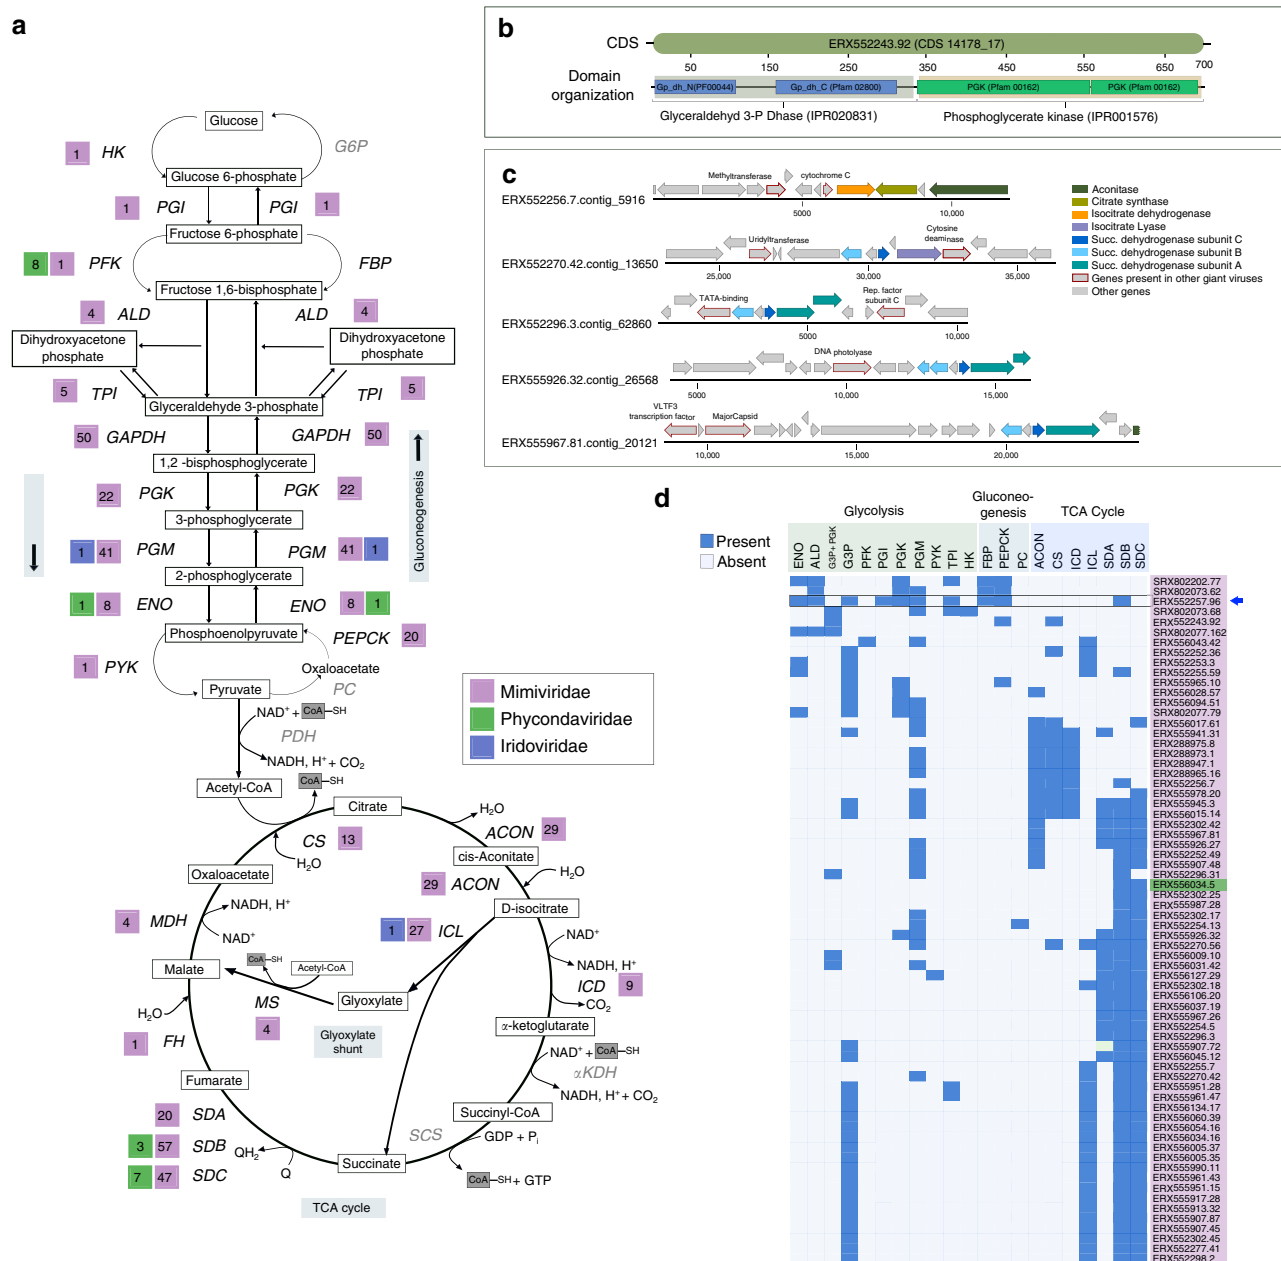 a
Glucose
HK
1
G6P
Glucose 6-phosphate
1
PGI
PGI
1
Fructose 6-phosphate
8
1
PFK
FBP
Fructose 1,6-bisphosphate
4
ALD
ALD
4
Dihydroxyacetone
phosphate
Dihydroxyacetone
phosphate
5
TPI
TPI
5
Glyceraldehyde 3-phosphate
50
GAPDH
GAPDH
50
1,2 -bisphosphoglycerate
22
PGK
PGK
22
Gluconeogenesis
3-phosphoglycerate
1
41
PGM
PGM
41
1
2-phosphoglycerate
1
8
ENO
ENO
8
1
Phosphoenolpyruvate
PEPCK
20
1
PYK
Oxaloacetate
Pyruvate
PC
NAD+ + CoA—SH
PDH
NADH, H+ + CO2
CoA—SH
Acetyl-CoA
Mimiviridae
Phycondaviridae
Iridoviridae
Citrate
H2O
ACON
29
CS
13
H2O
cis-Aconitate
H2O
29
ACON
Oxaloacetate
D-isocitrate
NADH, H+
4
MDH
NAD+
1
27
ICL
NAD+
NADH, H+
CoA—SH
Acetyl-CoA
Malate
ICD
9
MS
Glyoxylate
CO2
H2O
4
α-ketoglutarate
1
FH
Glyoxylate
shunt
NAD+ + CoA—SH
αKDH
Fumarate
NADH, H+ + CO2
20
SDA
Succinyl-CoA
3
57
SDB
QH2
SCS
GDP + Pi
Q
Succinate
7
47
SDC
CoA—SH + GTP
TCA cycle
b
CDS
ERX552243.92 (CDS 14178_17)
50 150 250 350 450 550 650 700
Domain
organization
Gp_dh_N(PF00044)
Gp_dh_C (Pfam 02800)
PGK (Pfam 00162)
PGK (Pfam 00162)
Glyceraldehyd 3-P Dhase (IPR020831)
Phosphoglycerate kinase (IPR001576)
c
Methyltransferase
cytochrome C
ERX552256.7.contig_5916
5000 10,000
Uridyltransferase
Cytosine
deaminase
ERX552270.42.contig_13650
25,000 30,000 35,000
TATA-binding
Rep. factor
subunit C
ERX552296.3.contig_62860
5000 10,000
DNA photolyase
ERX555926.32.contig_26568
5000 10,000 15,000
VLTF3
transcription factor
MajorCapsid
ERX555967.81.contig_20121
10,000 15,000 20,000
Aconitase
Citrate synthase
Isocitrate dehydrogenase
Isocitrate Lyase
Succ. dehydrogenase subunit C
Succ. dehydrogenase subunit B
Succ. dehydrogenase subunit A
Genes present in other giant viruses
Other genes
d
Present
Absent
Glycolysis
Gluconeo-
genesis
TCA Cycle
ENO
ALD
G3P+PGK
G3P
PFK
PGI
PGK
PGM
PYK
TPI
HK
FBP
PEPCK
PC
ACON
CS
ICD
ICL
SDA
SDB
SDC
SRX802202.77
SRX802073.62
ERX552257.96
SRX802073.68
ERX552243.92
SRX802077.162
ERX556043.42
ERX552252.36
ERX552253.3
ERX552255.59
ERX555965.10
ERX556028.57
ERX556094.51
SRX802077.79
ERX556017.61
ERX555941.31
ERX288975.8
ERX288973.1
ERX288947.1
ERX288965.16
ERX552256.7
ERX555978.20
ERX555945.3
ERX556015.14
ERX552302.42
ERX555967.81
ERX555926.27
ERX552252.49
ERX555907.48
ERX552296.31
ERX556034.5
ERX552302.25
ERX555987.28
ERX552302.17
ERX552254.13
ERX555926.32
ERX552270.56
ERX556009.10
ERX556031.42
ERX556127.29
ERX552302.18
ERX556106.20
ERX556037.19
ERX555967.26
ERX552254.5
ERX552296.3
ERX555907.72
ERX556045.12
ERX552255.7
ERX552270.42
ERX555951.28
ERX555961.47
ERX556134.17
ERX556060.39
ERX556054.16
ERX556034.16
ERX556005.37
ERX556005.35
ERX555990.11
ERX555961.43
ERX555951.15
ERX555917.28
ERX555913.32
ERX555907.87
ERX555907.45
ERX552302.45
ERX552277.41
ERX552298.2